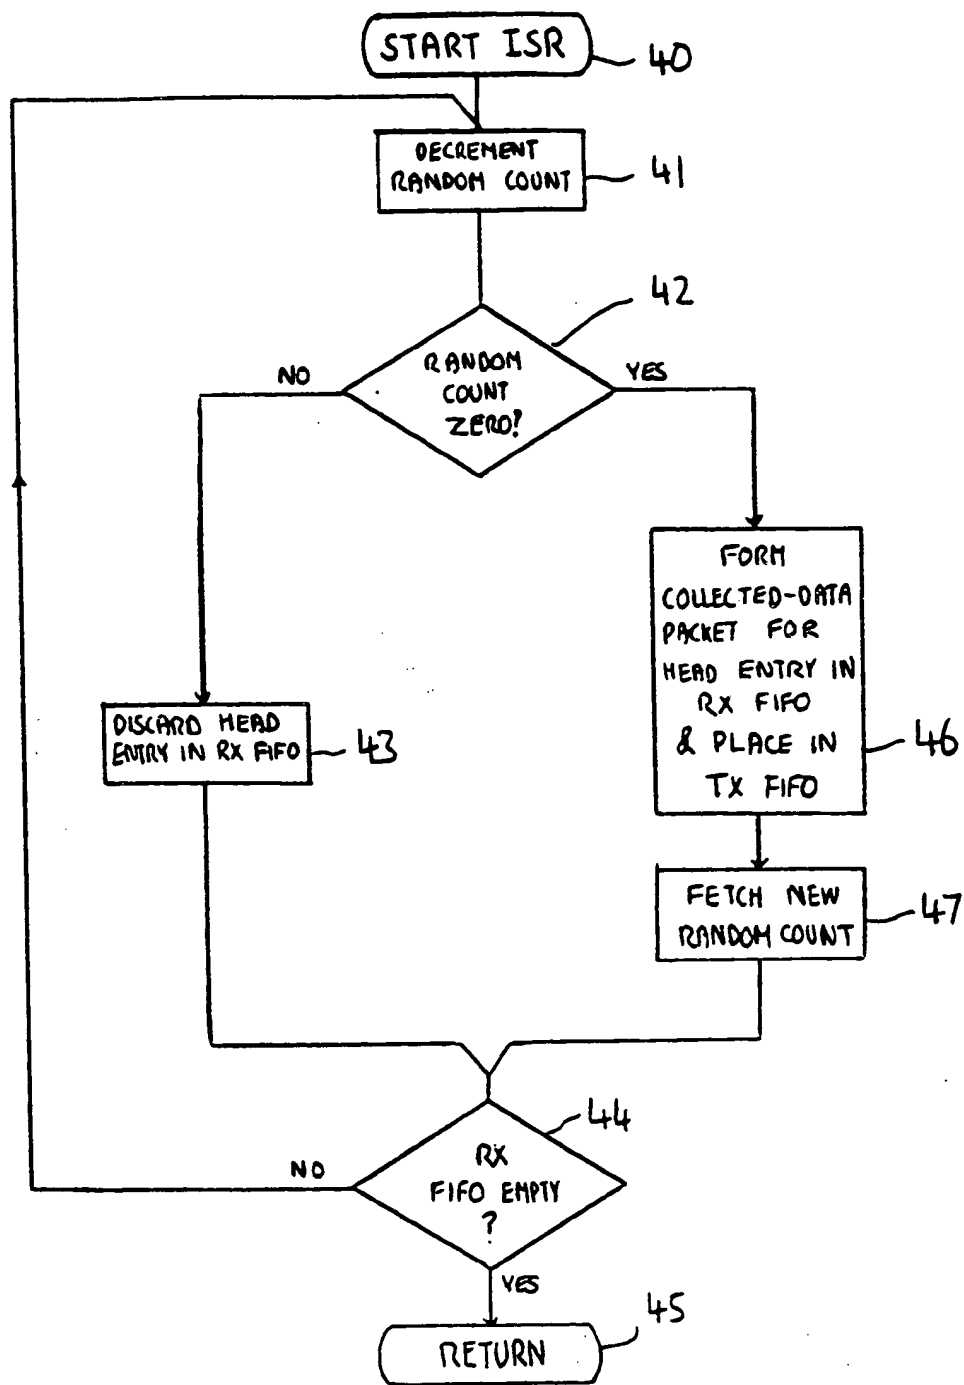 START ISR
40
DECREMENT
RANDOM COUNT
41
42
RANDOM
COUNT
ZERO?
NO
YES
FORM
COLLECTED-DATA
PACKET FOR
HEAD ENTRY IN
RX FIFO
& PLACE IN
TX FIFO
46
DISCARD HEAD
ENTRY IN RX FIFO
43
FETCH NEW
RANDOM COUNT
47
44
RX
FIFO EMPTY
?
NO
YES
45
RETURN